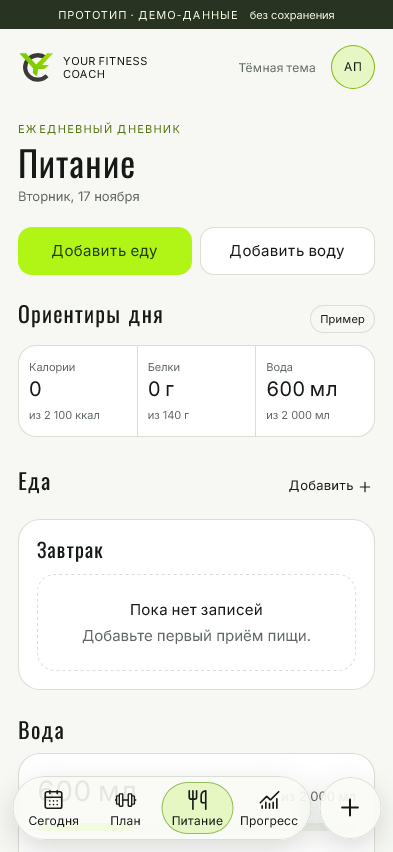 ПРОТОТИП · ДЕМО-ДАННЫЕ без сохранения
YOUR FITNESS
COACH
Тёмная тема
АП
ЕЖЕДНЕВНЫЙ ДНЕВНИК
Питание
Вторник, 17 ноября
Добавить еду
Добавить воду
Ориентиры дня
Пример
Калории
0
из 2 100 ккал
Белки
0 г
из 140 г
Вода
600 мл
из 2 000 мл
Еда
Добавить +
Завтрак
Пока нет записей
Добавьте первый приём пищи.
Вода
600 мл
из 2 000 мл
Сегодня
План
Питание
Прогресс